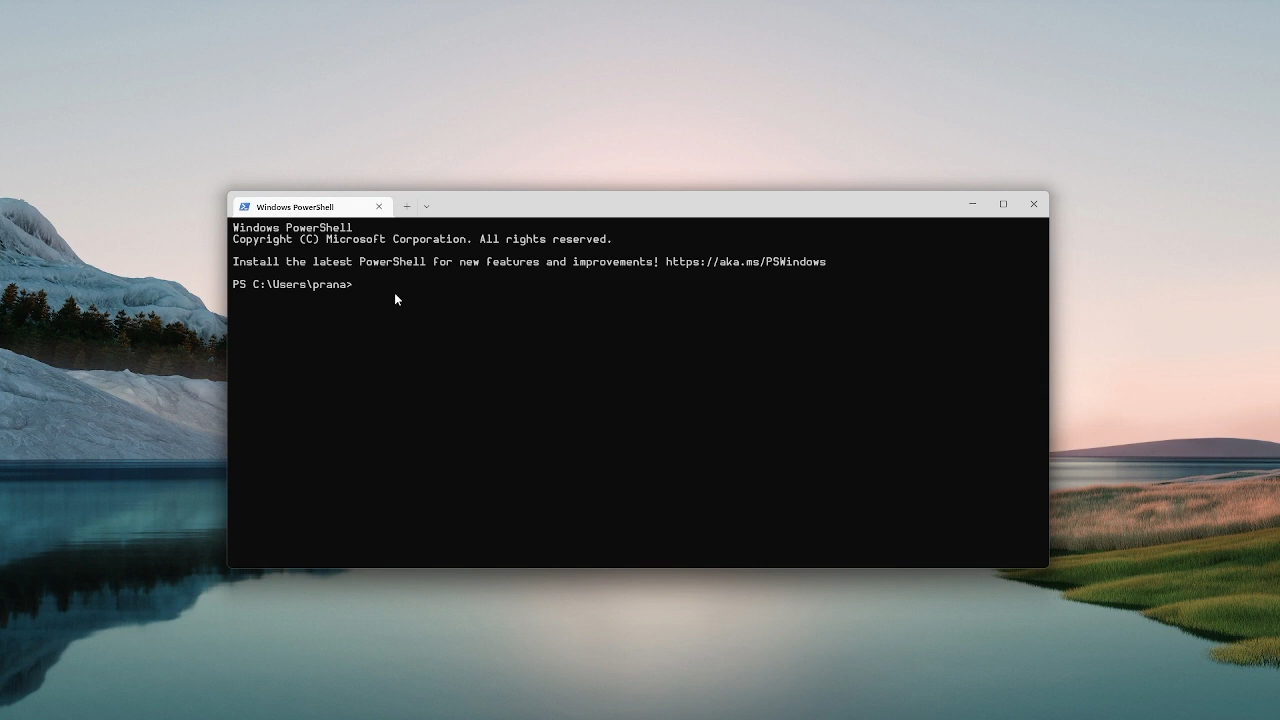 Windows PowerShell
Windows PowerShell
Copyright (C) Microsoft Corporation. All rights reserved.
Install the latest PowerShell for new features and improvements! https://aka.ms/PSWindows
PS C:\Users\prana>